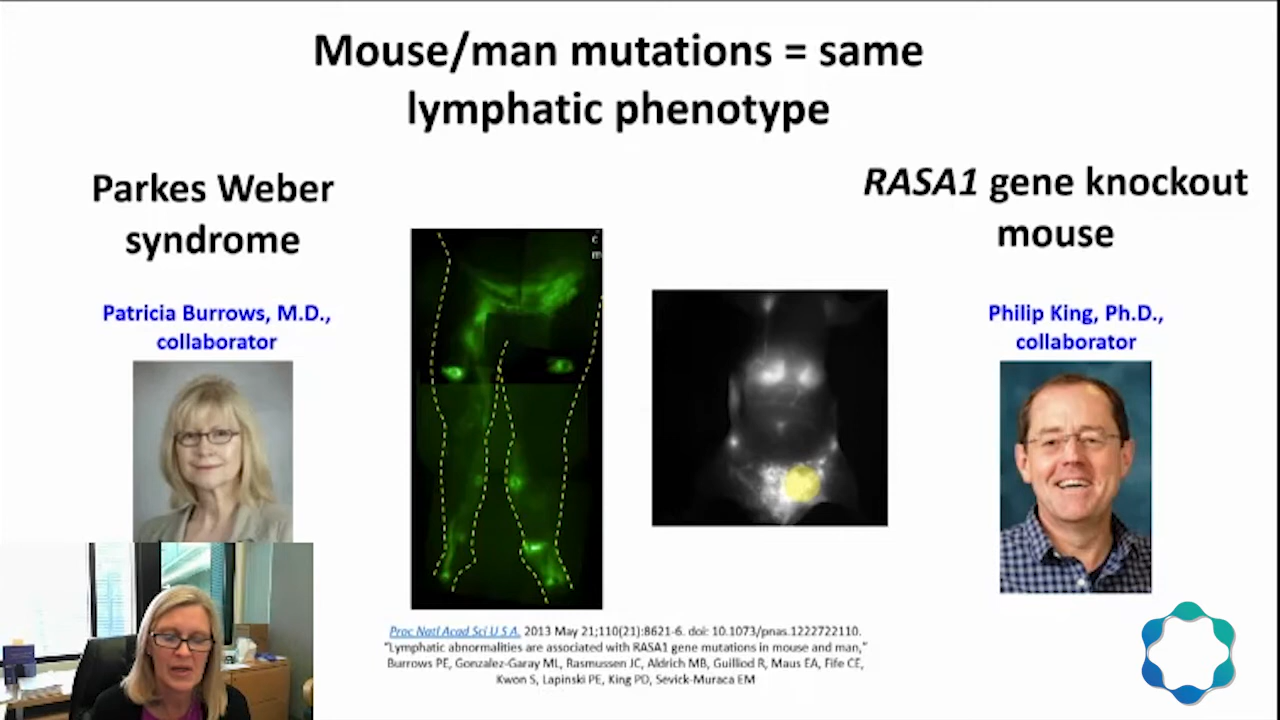 Mouse/man mutations = same
lymphatic phenotype
Parkes Weber
syndrome
Patricia Burrows, M.D.,
collaborator
RASA1 gene knockout
mouse
Philip King, Ph.D.,
collaborator
c
m
Proc Natl Acad Sci U S A. 2013 May 21;110(21):8621-6. doi: 10.1073/pnas.1222722110.
“Lymphatic abnormalities are associated with RASA1 gene mutations in mouse and man,”
Burrows PE, Gonzalez-Garay ML, Rasmussen JC, Aldrich MB, Guilliod R, Maus EA, Fife CE,
Kwon S, Lapinski PE, King PD, Sevick-Muraca EM